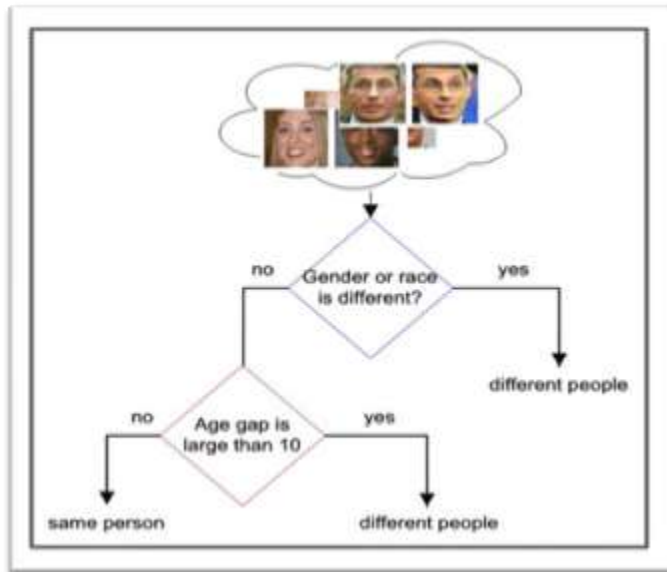 no
Gender or race
is different?
yes
different people
no
Age gap is
large than 10
yes
same person
different people